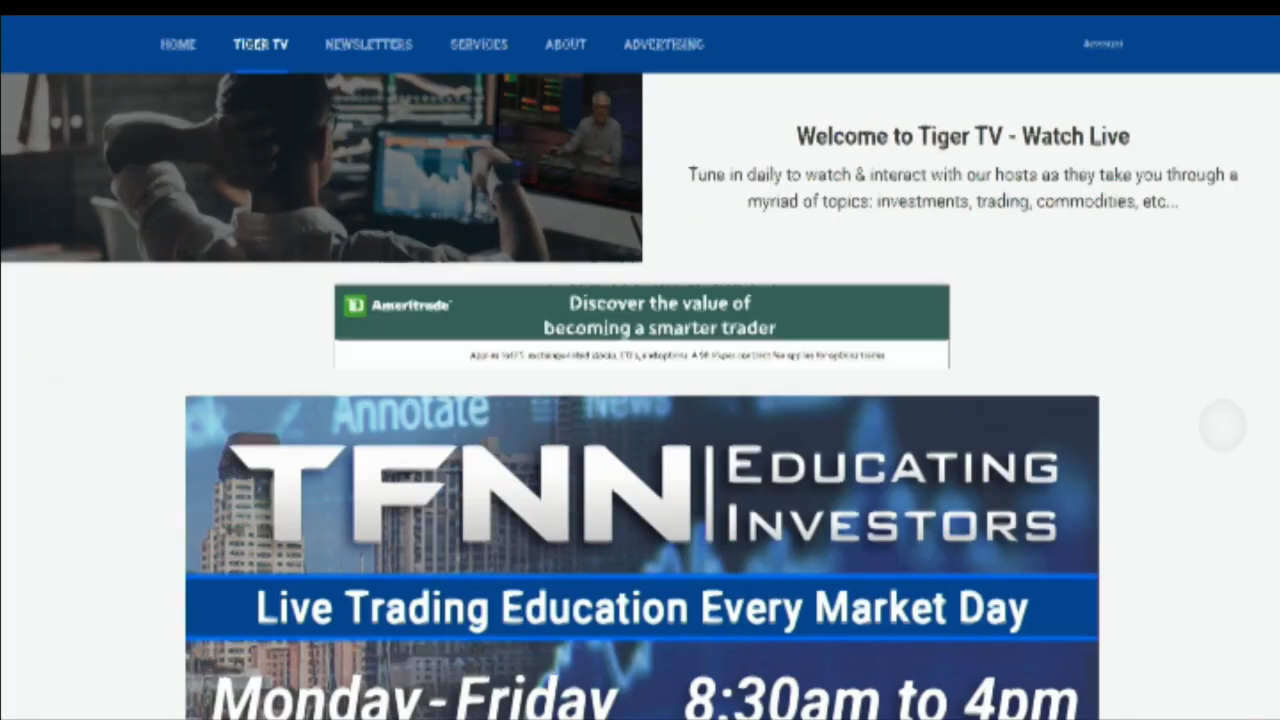 HOME TIGER TV NEWSLETTERS SERVICES ABOUT ADVERTISING Account
Welcome to Tiger TV - Watch Live
Tune in daily to watch & interact with our hosts as they take you through a
myriad of topics: investments, trading, commodities, etc...
TD Ameritrade
Discover the value of
becoming a smarter trader
Annotate News
TFNN EDUCATING
INVESTORS
Live Trading Education Every Market Day
Monday - Friday 8:30am to 4pm